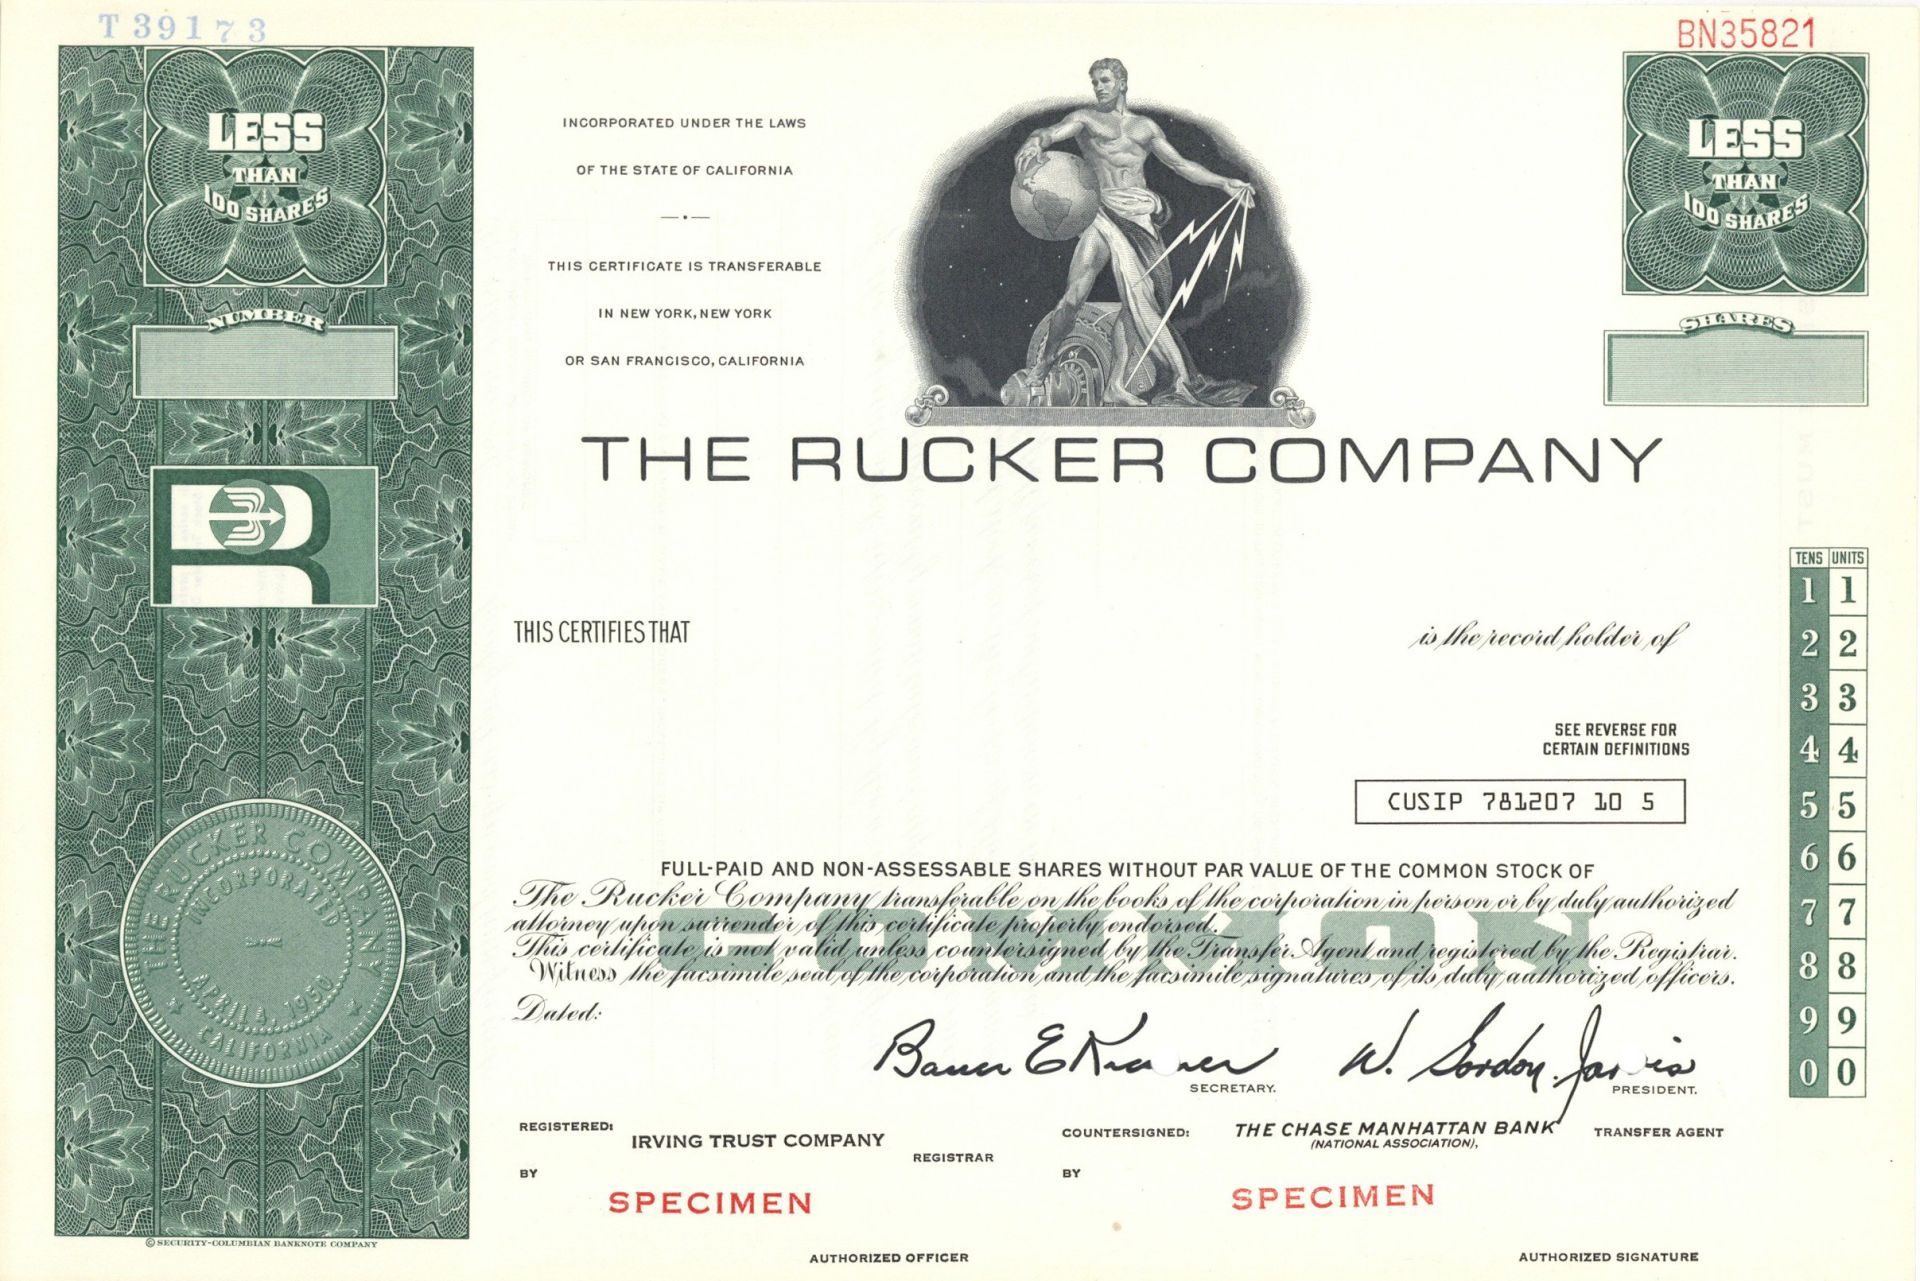 T 39173
BN35821
LESS
THAN
100 SHARES
INCORPORATED UNDER THE LAWS
OF THE STATE OF CALIFORNIA
THIS CERTIFICATE IS TRANSFERABLE
IN NEW YORK, NEW YORK
OR SAN FRANCISCO, CALIFORNIA
LESS
THAN
100 SHARES
NUMBER
SHARES
THE RUCKER COMPANY
R
TENS UNITS
1 1
2 2
3 3
4 4
5 5
6 6
7 7
8 8
9 9
0 0
THIS CERTIFIES THAT
is the record holder of
SEE REVERSE FOR
CERTAIN DEFINITIONS
CUSIP 781207 10 5
FULL-PAID AND NON-ASSESSABLE SHARES WITHOUT PAR VALUE OF THE COMMON STOCK OF
The Rucker Company transferable on the books of the corporation in person or by duly authorized
attorney upon surrender of this certificate properly endorsed.
This certificate is not valid unless countersigned by the Transfer Agent and registered by the Registrar.
Witness the facsimile seal of the corporation and the facsimile signatures of its duly authorized officers.
COMMON
Dated:
THE RUCKER COMPANY
INCORPORATED
APRIL 4, 1950
CALIFORNIA
W. Gordon Jarvis
SECRETARY.
PRESIDENT.
REGISTERED:
IRVING TRUST COMPANY
REGISTRAR
BY
SPECIMEN
AUTHORIZED OFFICER
COUNTERSIGNED:
THE CHASE MANHATTAN BANK
(NATIONAL ASSOCIATION),
TRANSFER AGENT
BY
SPECIMEN
AUTHORIZED SIGNATURE
© SECURITY-COLUMBIAN BANKNOTE COMPANY